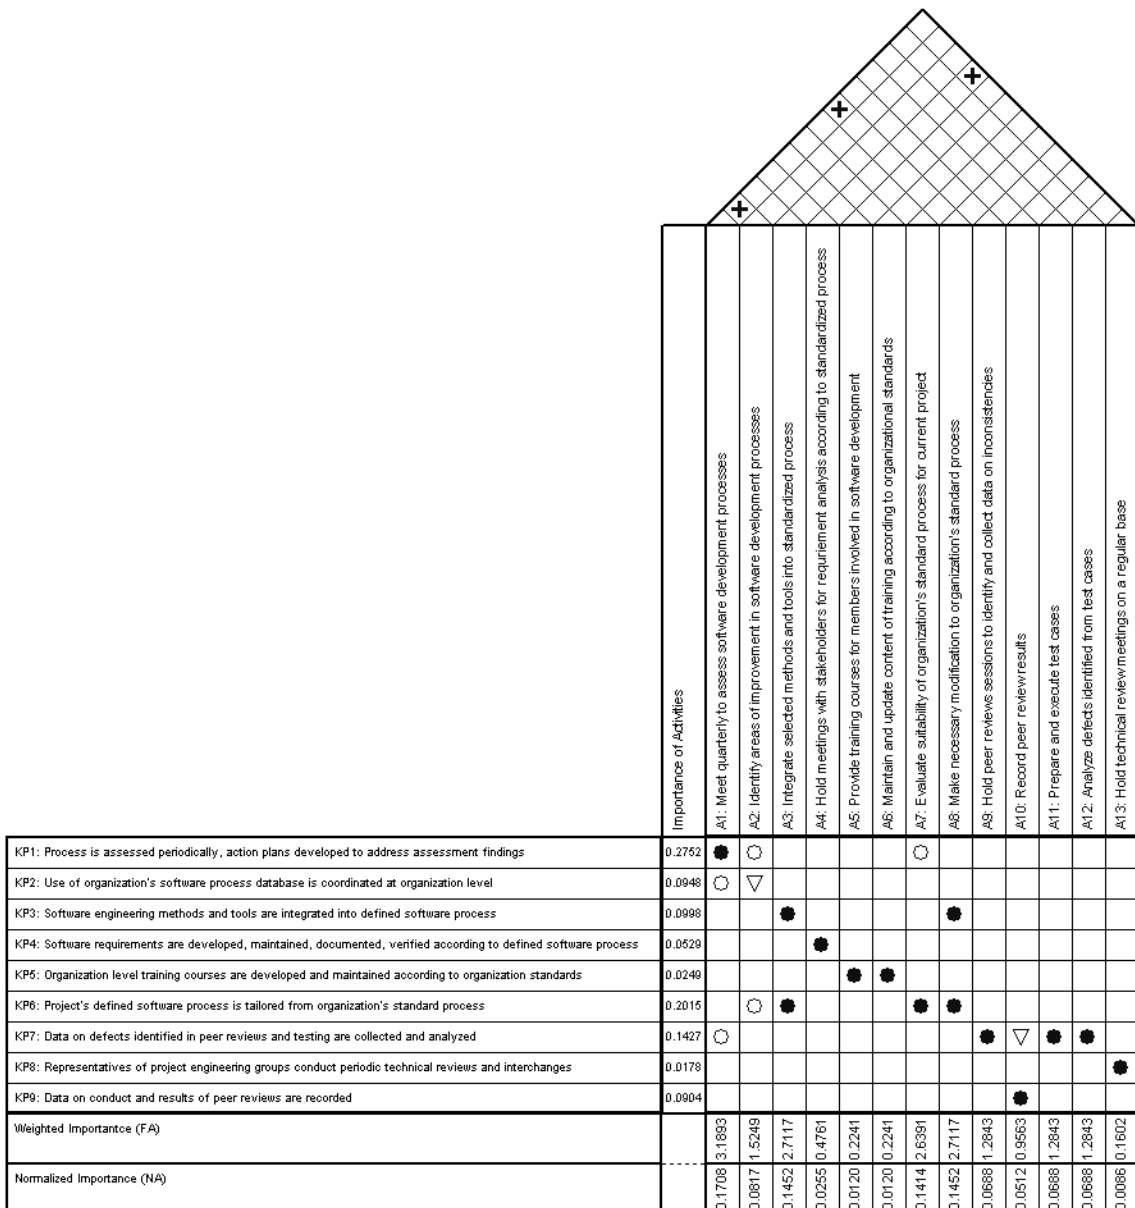 Importance of Activities
A1: Meet quarterly to assess software development processes
A2: Identify areas of improvement in software development processes
A3: Integrate selected methods and tools into standardized process
A4: Hold meetings with stakeholders for requriement analysis according to standardized process
A5: Provide training courses for members involved in software development
A6: Maintain and update content of training according to organizational standards
A7: Evaluate suitability of organization's standard process for current project
A8: Make necessary modification to organization's standard process
A9: Hold peer reviews sessions to identify and collect data on inconsistencies
A10: Record peer review results
A11: Prepare and execute test cases
A12: Analyze defects identified from test cases
A13: Hold technical review meetings on a regular base
KP1: Process is assessed periodically, action plans developed to address assessment findings 0.2752
KP2: Use of organization's software process database is coordinated at organization level 0.0948
KP3: Software engineering methods and tools are integrated into defined software process 0.0998
KP4: Software requirements are developed, maintained, documented, verified according to defined software process 0.0529
KP5: Organization level training courses are developed and maintained according to organization standards 0.0249
KP6: Project's defined software process is tailored from organization's standard process 0.2015
KP7: Data on defects identified in peer reviews and testing are collected and analyzed 0.1427
KP8: Representatives of project engineering groups conduct periodic technical reviews and interchanges 0.0178
KP9: Data on conduct and results of peer reviews are recorded 0.0904
Weighted Importantce (FA) 3.1893 1.5249 2.7117 0.4761 0.2241 0.2241 2.6391 2.7117 1.2843 0.9563 1.2843 1.2843 0.1602
Normalized Importance (NA) 0.1708 0.0817 0.1452 0.0255 0.0120 0.0120 0.1414 0.1452 0.0688 0.0512 0.0688 0.0688 0.0086